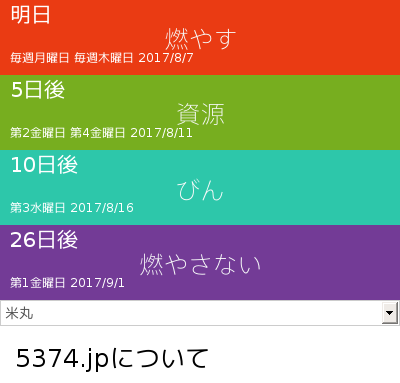 明日
燃やす
毎週月曜日 毎週木曜日 2017/8/7
5日後
資源
第2金曜日 第4金曜日 2017/8/11
10日後
びん
第3水曜日 2017/8/16
26日後
燃やさない
第1金曜日 2017/9/1
米丸
5374.jpについて